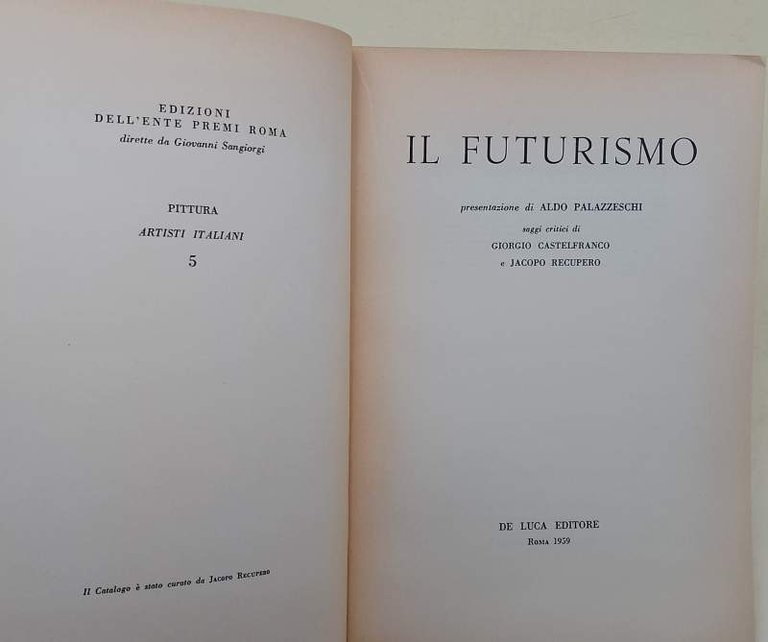 EDIZIONI
DELL'ENTE PREMI ROMA
dirette da Giovanni Sangiorgi
PITTURA
ARTISTI ITALIANI
5
Il Catalogo è stato curato da Jacopo Recupero
IL FUTURISMO
presentazione di ALDO PALAZZESCHI
saggi critici di
GIORGIO CASTELFRANCO
e JACOPO RECUPERO
DE LUCA EDITORE
Roma 1959